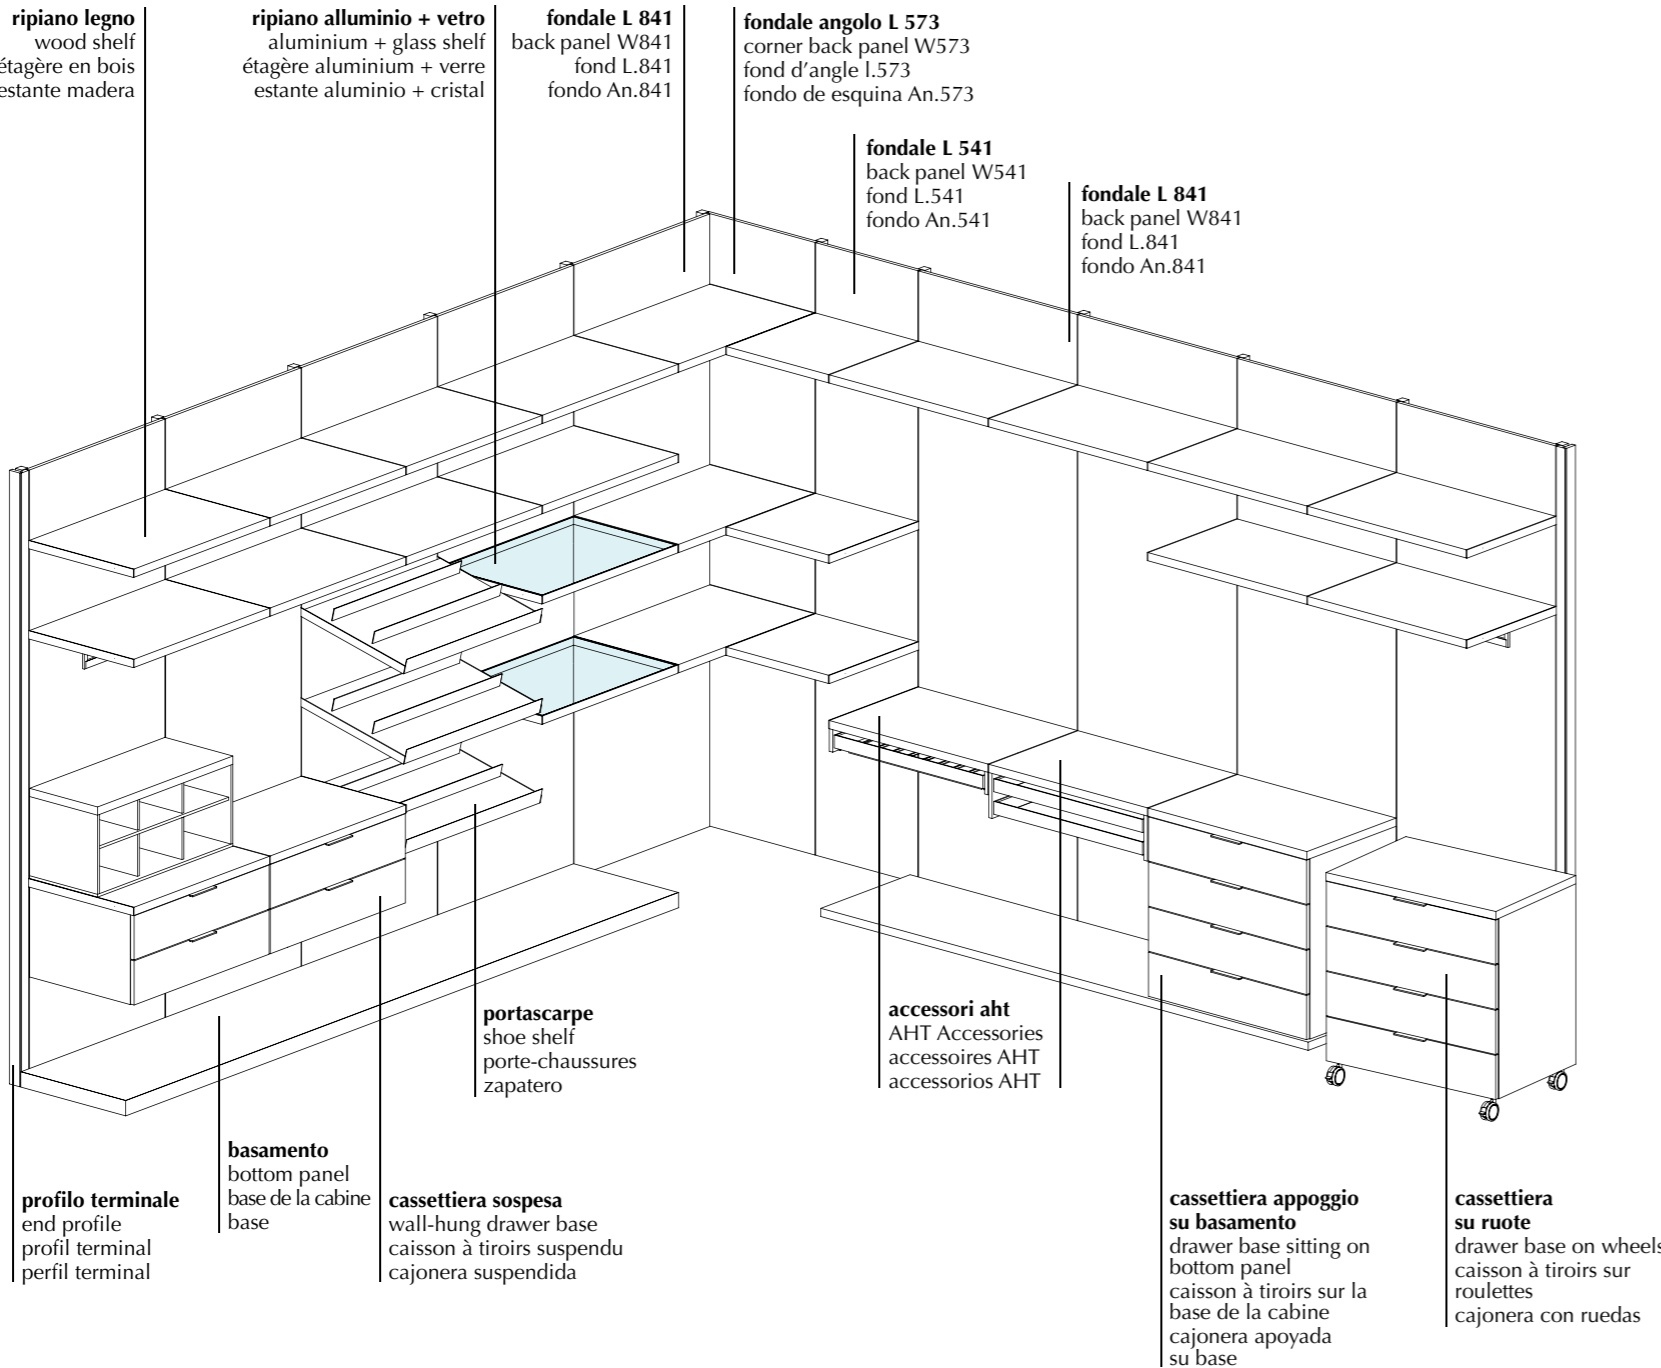 ripiano legno
wood shelf
étagère en bois
estante madera
ripiano alluminio + vetro
aluminium + glass shelf
étagère aluminium + verre
estante aluminio + cristal
fondale L 841
back panel W841
fond L.841
fondo An.841
fondale angolo L 573
corner back panel W573
fond d’angle l.573
fondo de esquina An.573
fondale L 541
back panel W541
fond L.541
fondo An.541
fondale L 841
back panel W841
fond L.841
fondo An.841
portascarpe
shoe shelf
porte-chaussures
zapatero
accessori aht
AHT Accessories
accessoires AHT
accessorios AHT
profilo terminale
end profile
profil terminal
perfil terminal
basamento
bottom panel
base de la cabine
base
cassettiera sospesa
wall-hung drawer base
caisson à tiroirs suspendu
cajonera suspendida
cassettiera appoggio
su basamento
drawer base sitting on
bottom panel
caisson à tiroirs sur la
base de la cabine
cajonera apoyada
su base
cassettiera
su ruote
drawer base on wheels
caisson à tiroirs sur
roulettes
cajonera con ruedas